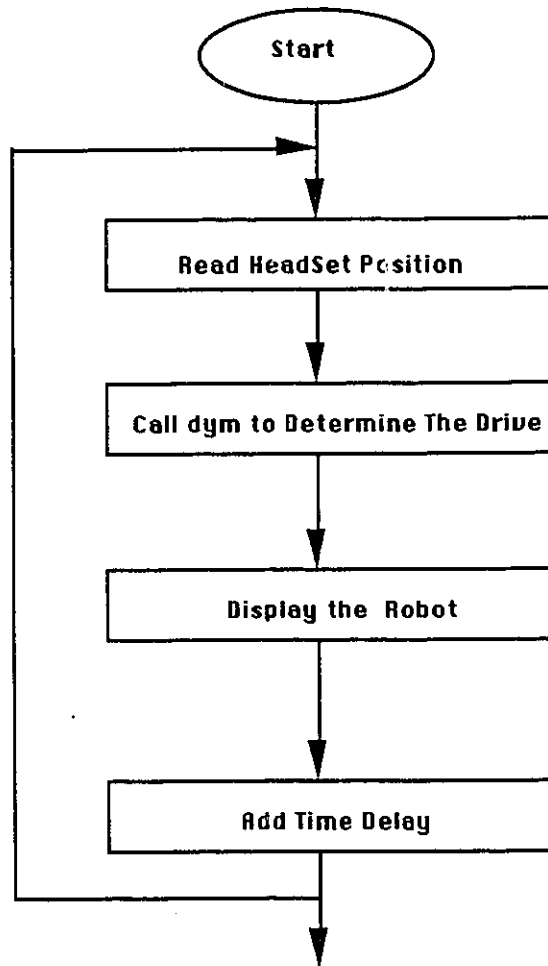 Start
Read HeadSet Position
Call dym to Determine The Drive
Display the Robot
Add Time Delay